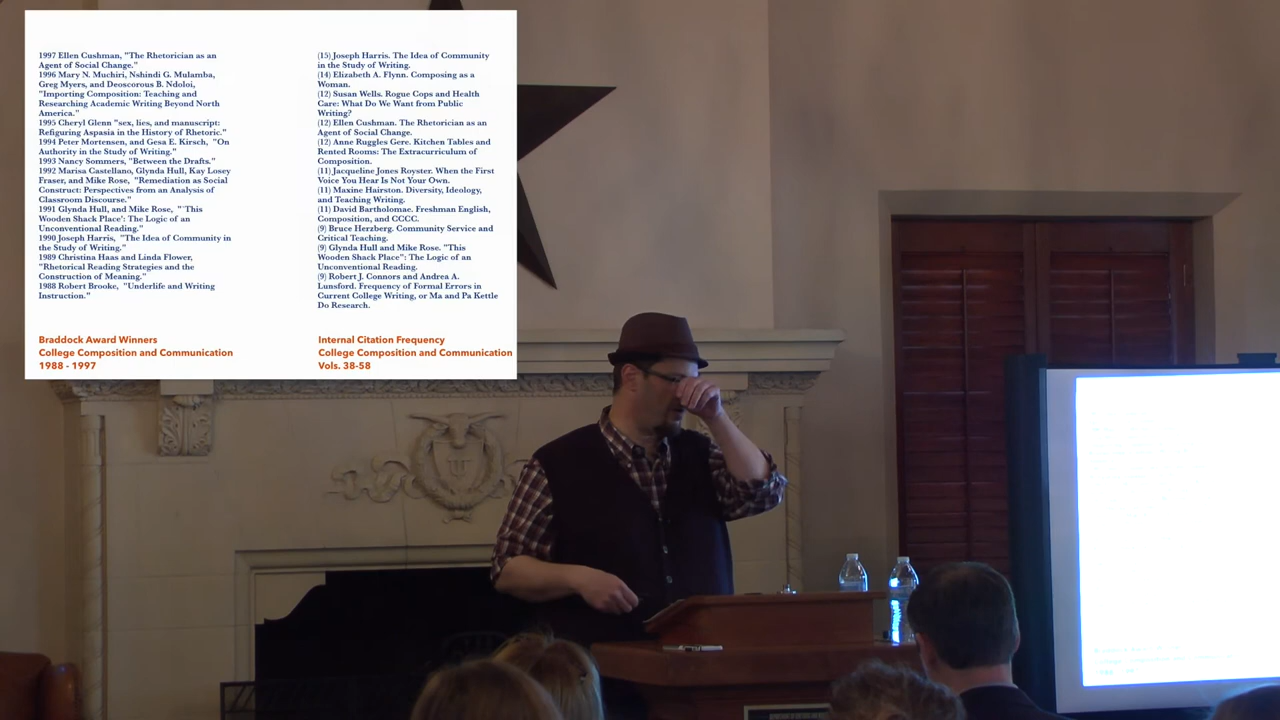 1997 Ellen Cushman, "The Rhetorician as an
Agent of Social Change."
1996 Mary N. Muchiri, Nshindi G. Mulamba,
Greg Myers, and Deoscorous B. Ndoloi,
"Importing Composition: Teaching and
Researching Academic Writing Beyond North
America."
1995 Cheryl Glenn "sex, lies, and manuscript:
Refiguring Aspasia in the History of Rhetoric."
1994 Peter Mortensen, and Gesa E. Kirsch, "On
Authority in the Study of Writing."
1993 Nancy Sommers, "Between the Drafts."
1992 Marisa Castellano, Glynda Hull, Kay Losey
Fraser, and Mike Rose, "Remediation as Social
Construct: Perspectives from an Analysis of
Classroom Discourse."
1991 Glynda Hull, and Mike Rose, "`This
Wooden Shack Place': The Logic of an
Unconventional Reading."
1990 Joseph Harris, "The Idea of Community in
the Study of Writing."
1989 Christina Haas and Linda Flower,
"Rhetorical Reading Strategies and the
Construction of Meaning."
1988 Robert Brooke, "Underlife and Writing
Instruction."
Braddock Award Winners
College Composition and Communication
1988 - 1997
(15) Joseph Harris. The Idea of Community
in the Study of Writing.
(14) Elizabeth A. Flynn. Composing as a
Woman.
(12) Susan Wells. Rogue Cops and Health
Care: What Do We Want from Public
Writing?
(12) Ellen Cushman. The Rhetorician as an
Agent of Social Change.
(12) Anne Ruggles Gere. Kitchen Tables and
Rented Rooms: The Extracurriculum of
Composition.
(11) Jacqueline Jones Royster. When the First
Voice You Hear Is Not Your Own.
(11) Maxine Hairston. Diversity, Ideology,
and Teaching Writing.
(11) David Bartholomae. Freshman English,
Composition, and CCCC.
(9) Bruce Herzberg. Community Service and
Critical Teaching.
(9) Glynda Hull and Mike Rose. "This
Wooden Shack Place": The Logic of an
Unconventional Reading.
(9) Robert J. Connors and Andrea A.
Lunsford. Frequency of Formal Errors in
Current College Writing, or Ma and Pa Kettle
Do Research.
Internal Citation Frequency
College Composition and Communication
Vols. 38-58